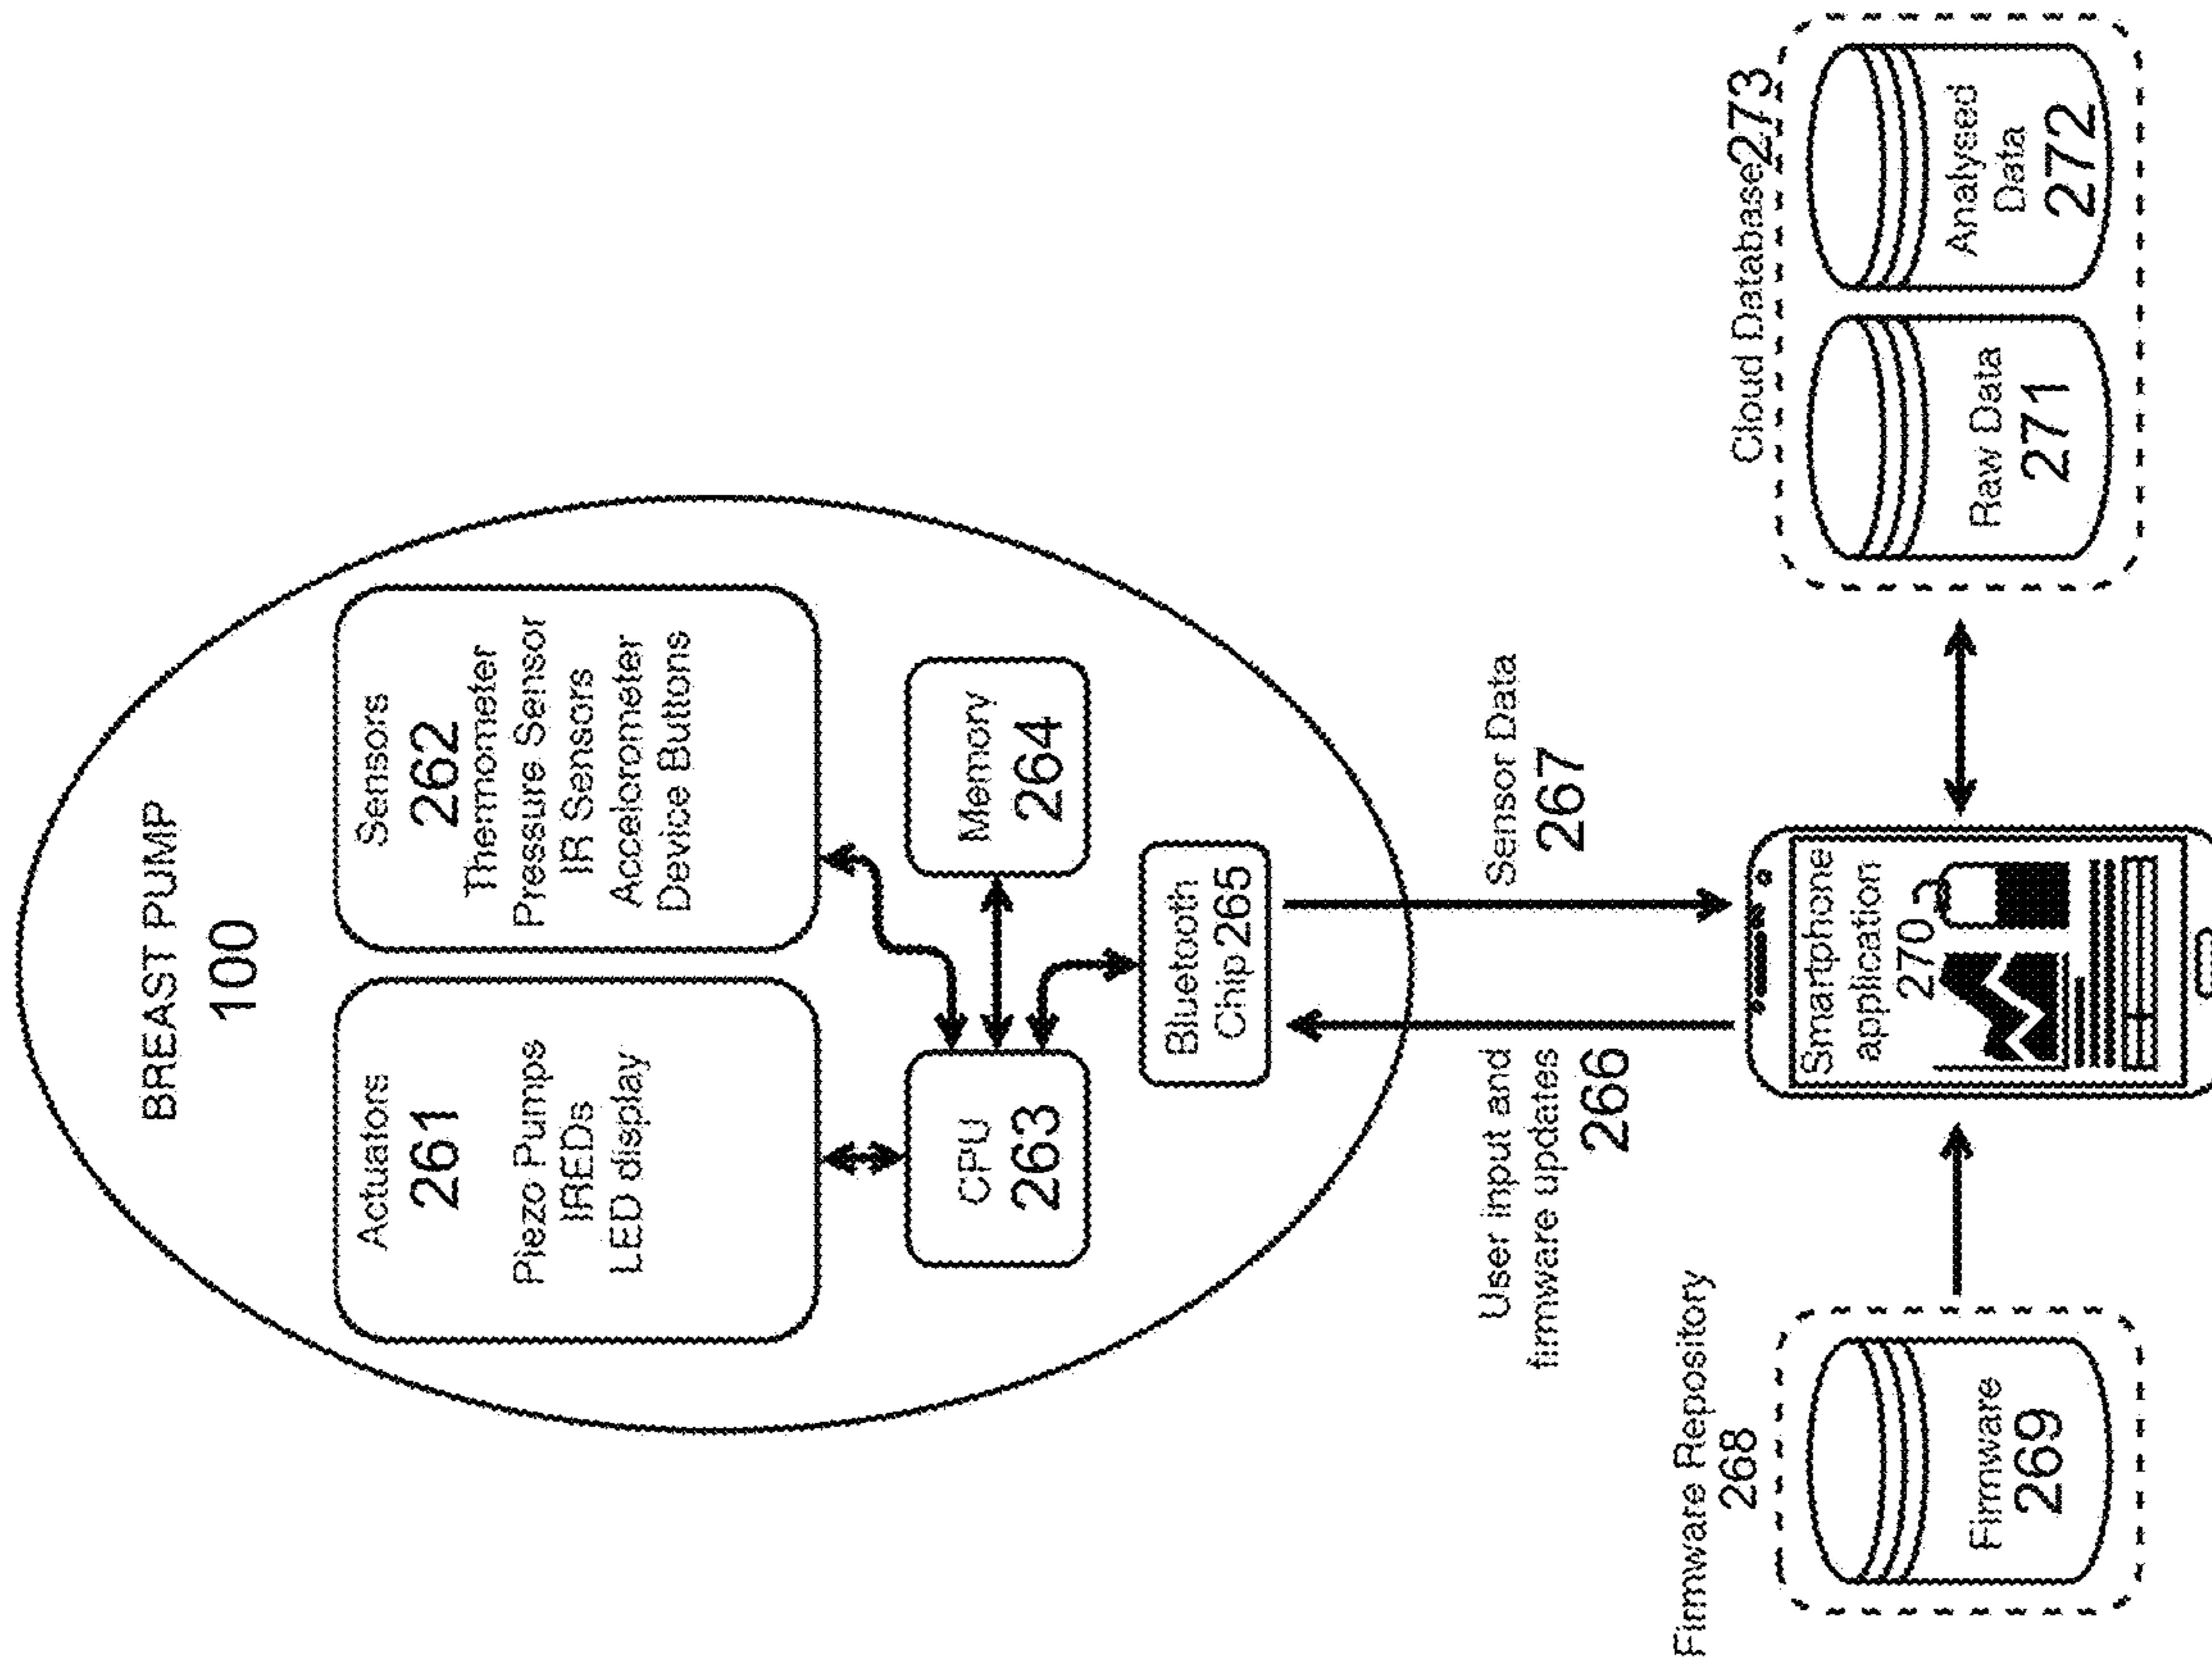 BREAST PUMP
100
Actuators
261
Piezo Pumps
IREDs
LED display
Sensors
262
Thermometer
Pressure Sensor
IR Sensors
Accelorometer
Device Buttons
CPU
263
Memory
264
Bluetooth
Chip 265
User input and
firmware updates
266
Sensor Data
267
Firmware Repository
268
Firmware
269
Smartphone
application
270
Cloud Database 273
Raw Data
271
Analysed
Data
272